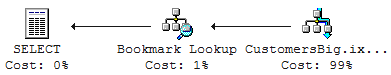 SELECT
Cost: 0%
Bookmark Lookup
Cost: 1%
CustomersBig.ix...
Cost: 99%